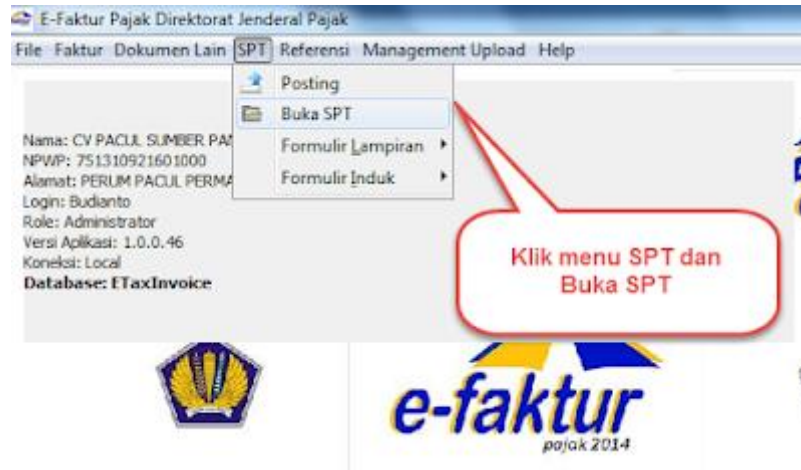 E-Faktur Pajak Direktorat Jenderal Pajak
File Faktur Dokumen Lain SPT Referensi Management Upload Help
Posting
Buka SPT
Formulir Lampiran
Formulir Induk
Nama: CV PACUL SUMBER
NPWP: 751310921601000
Alamat: PERUM PACUL
Login: Budianto
Role: Administrator
Versi Aplikasi: 1.0.0.46
Koneksi: Local
Database: ETaxInvoice
Klik menu SPT dan
Buka SPT
e-faktur
pajak 2014